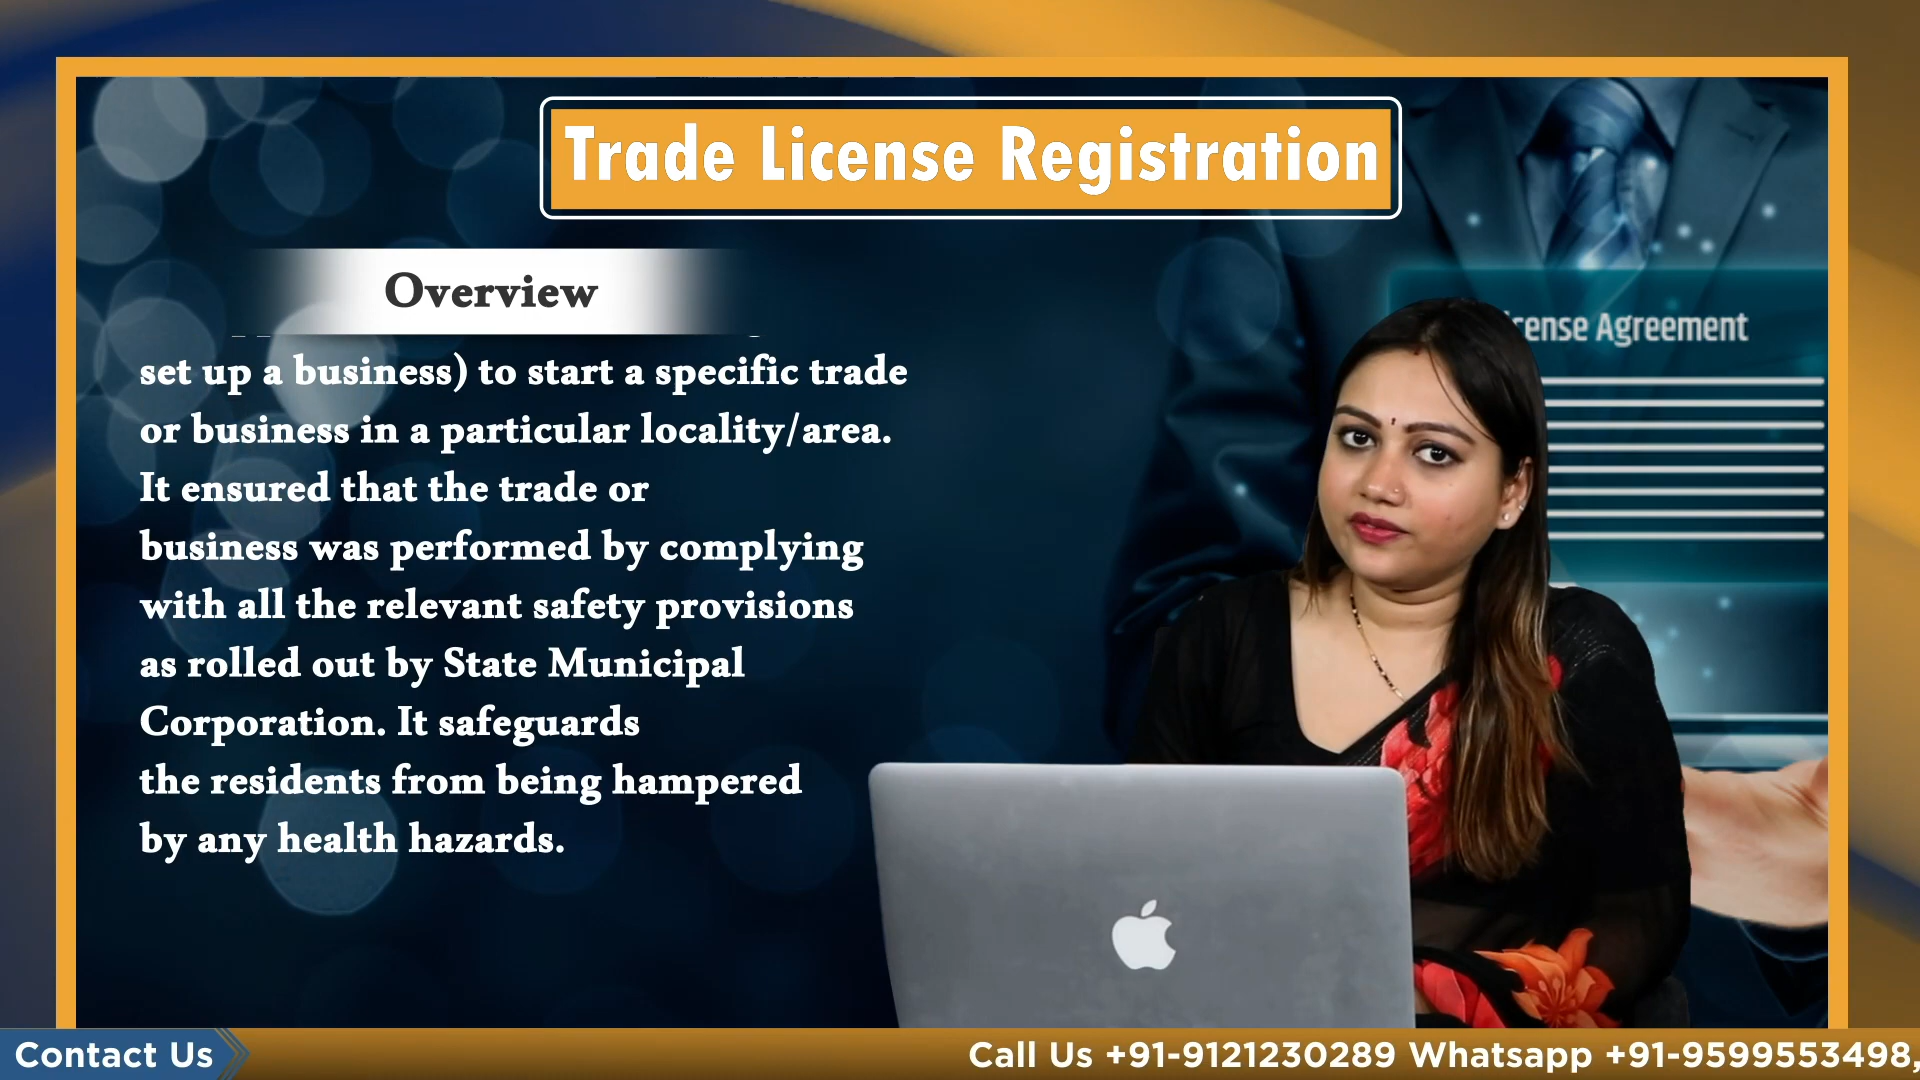 Trade License Registration
Overview
cense Agreement
set up a business) to start a specific trade
or business in a particular locality/area.
It ensured that the trade or
business was performed by complying
with all the relevant safety provisions
as rolled out by State Municipal
Corporation. It safeguards
the residents from being hampered
by any health hazards.
Contact Us
Call Us +91-9121230289 Whatsapp +91-9599553498,